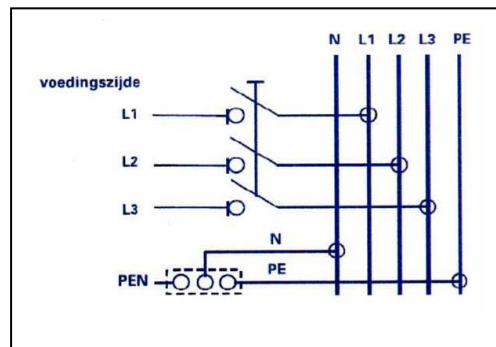 N L1 L2 L3 PE
voedingszijde
L1
L2
L3
N
PEN PE